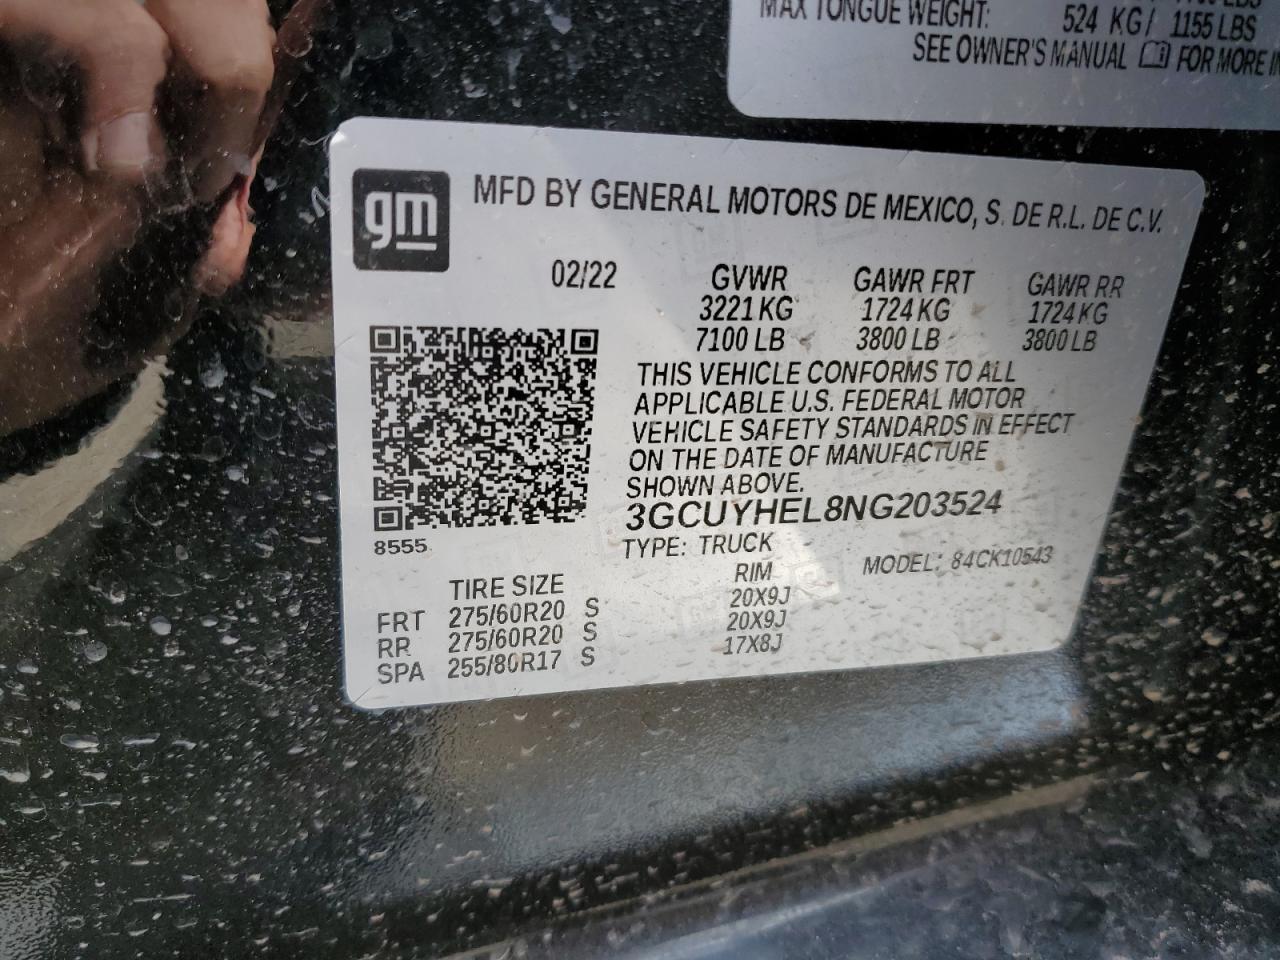 MAX TONGUE WEIGHT: 524 KG / 1155 LBS
SEE OWNER'S MANUAL FOR MORE
gm
MFD BY GENERAL MOTORS DE MEXICO, S. DE R.L. DE C.V.
02/22 GVWR GAWR FRT GAWR RR
3221 KG 1724 KG 1724 KG
7100 LB 3800 LB 3800 LB
THIS VEHICLE CONFORMS TO ALL
APPLICABLE U.S. FEDERAL MOTOR
VEHICLE SAFETY STANDARDS IN EFFECT
ON THE DATE OF MANUFACTURE
SHOWN ABOVE.
3GCUYHEL8NG203524
8555
TYPE: TRUCK MODEL: 84CK10543
TIRE SIZE RIM
FRT 275/60R20 S 20X9J
RR 275/60R20 S 20X9J
SPA 255/80R17 S 17X8J